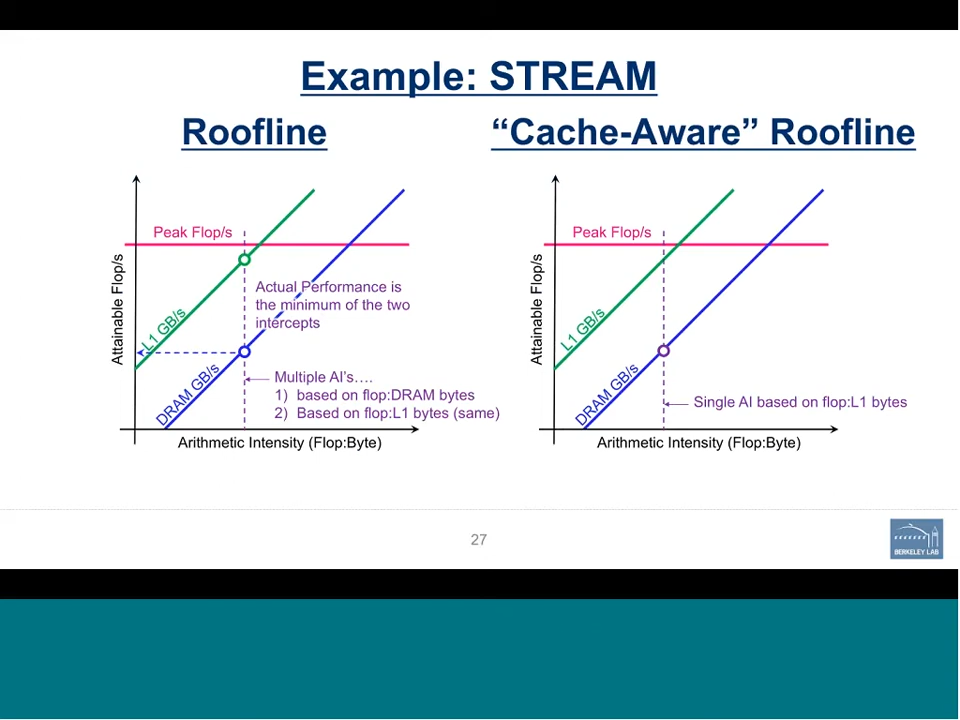 Example: STREAM
Roofline
Peak Flop/s
Attainable Flop/s
L1 GB/s
DRAM GB/s
Actual Performance is
the minimum of the two
intercepts
Multiple AI's….
1) based on flop:DRAM bytes
2) Based on flop:L1 bytes (same)
Arithmetic Intensity (Flop:Byte)
“Cache-Aware” Roofline
Peak Flop/s
Attainable Flop/s
L1 GB/s
DRAM GB/s
Single AI based on flop:L1 bytes
Arithmetic Intensity (Flop:Byte)
27
BERKELEY LAB